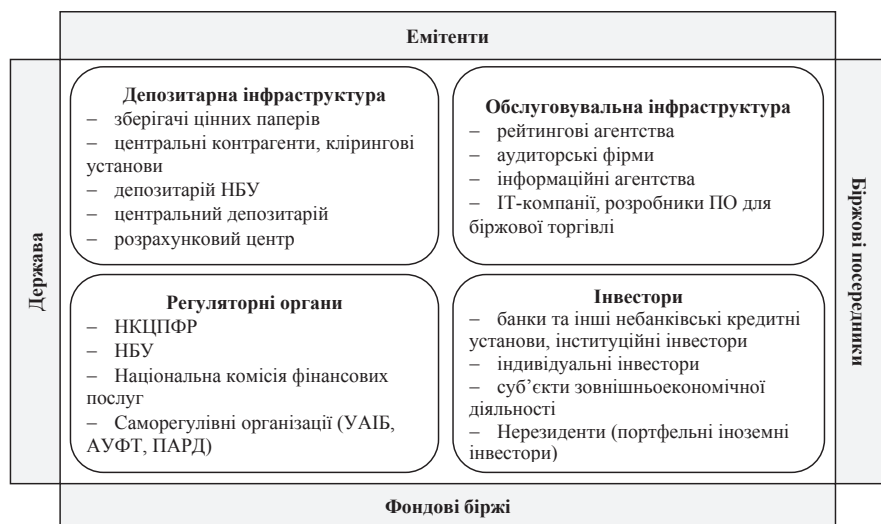 Емітенти
Держава
Депозитарна інфраструктура
– зберігачі цінних паперів
– центральні контрагенти, клірингові
установи
– депозитарій НБУ
– центральний депозитарій
– розрахунковий центр
Обслуговувальна інфраструктура
– рейтингові агентства
– аудиторські фірми
– інформаційні агентства
– ІТ-компанії, розробники ПО для
біржової торгівлі
Регуляторні органи
– НКЦПФР
– НБУ
– Національна комісія фінансових
послуг
– Саморегулівні організації (УАІБ,
АУФТ, ПАРД)
Інвестори
– банки та інші небанківські кредитні
установи, інституційні інвестори
– індивідуальні інвестори
– суб’єкти зовнішньоекономічної
діяльності
– Нерезиденти (портфельні іноземні
інвестори)
Біржові посередники
Фондові біржі